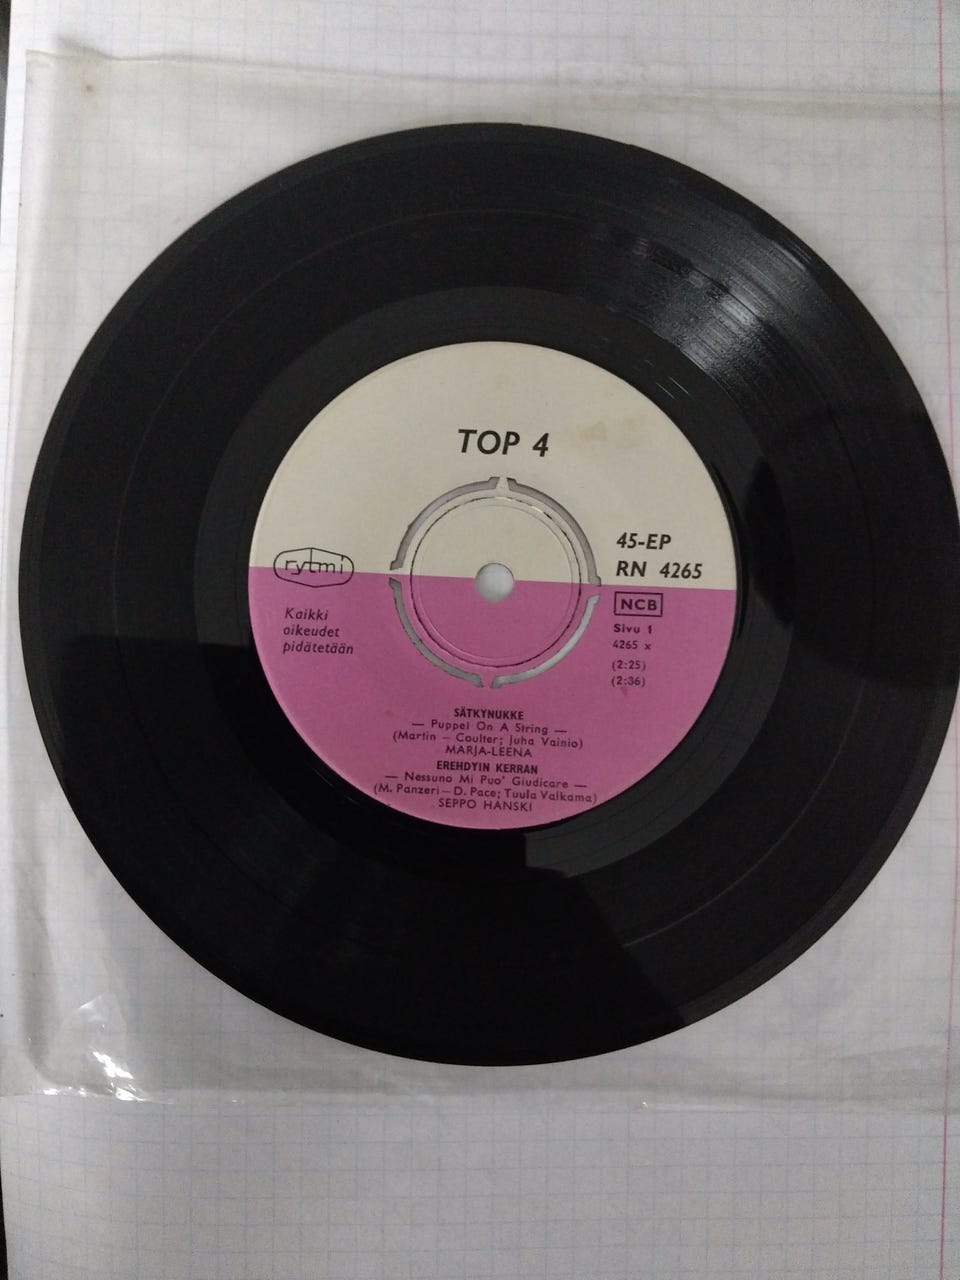 TOP 4
rytmi
Kaikki
oikeudet
pidätetään
45-EP
RN 4265
NCB
Sivu 1
4265 x
(2:25)
(2:36)
SÄTKYNUKKE
— Puppet On A String —
(Martin – Coulter; Juha Vainio)
MARJA-LEENA
EREHDYIN KERRAN
— Nessuno Mi Puo' Giudicare —
(M. Panzeri – D. Pace; Tuula Valkama)
SEPPO HANSKI